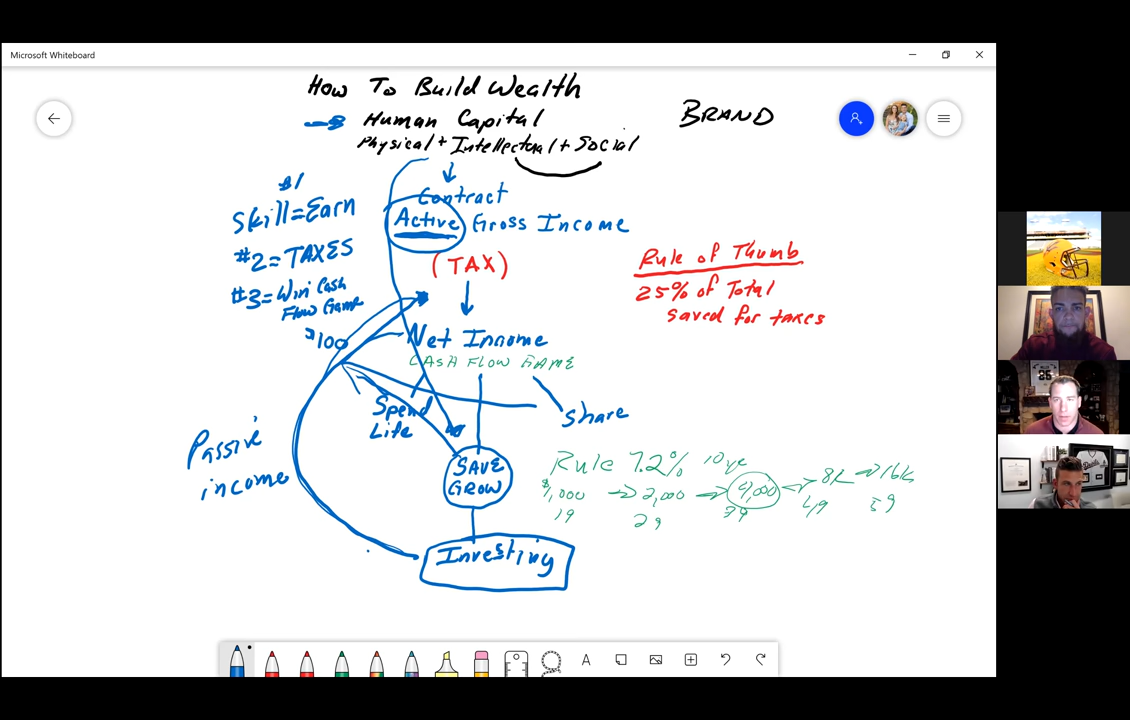 Microsoft Whiteboard
How To Build Wealth
Human Capital
BRAND
Physical + Intellectual + Social
#1
Skill = Earn
#2 = TAXES
#3 = Win Cash
Flow Game
Contract
Active Gross Income
(TAX)
Rule of Thumb
25% of Total
saved for taxes
$100
Net Income
CASH FLOW GAME
Spend
Life
Share
Passive
income
SAVE
GROW
Rule 7.2% 10yr
$1,000 → 2,000 → 4,000 → 8k → 16k
19 29 39 49 59
Investing
A
25